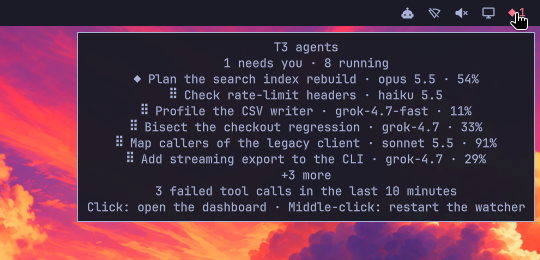 ◆ 1
T3 agents
1 needs you · 8 running
◆ Plan the search index rebuild · opus 5.5 · 54%
⠿ Check rate-limit headers · haiku 5.5
⠿ Profile the CSV writer · grok-4.7-fast · 11%
⠿ Bisect the checkout regression · grok-4.7 · 33%
⠿ Map callers of the legacy client · sonnet 5.5 · 91%
⠿ Add streaming export to the CLI · grok-4.7 · 29%
+3 more
3 failed tool calls in the last 10 minutes
Click: open the dashboard · Middle-click: restart the watcher